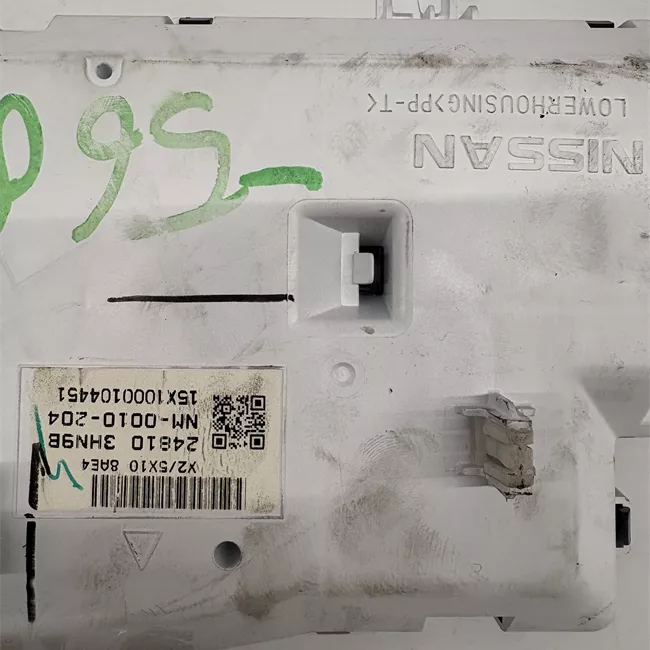 X2/5X10 8AE4
24810 3HN9B
NM-0010-204
15X1000104451
NISSAN
LOWERHOUSING>PP-T<